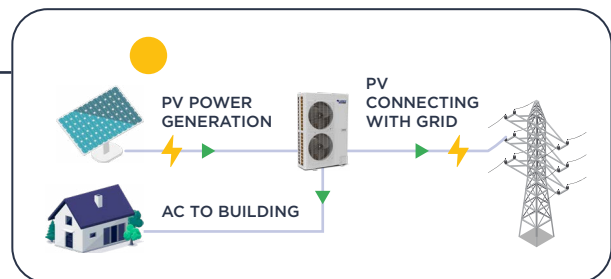 PV POWER
GENERATION
PV
CONNECTING
WITH GRID
AC TO BUILDING